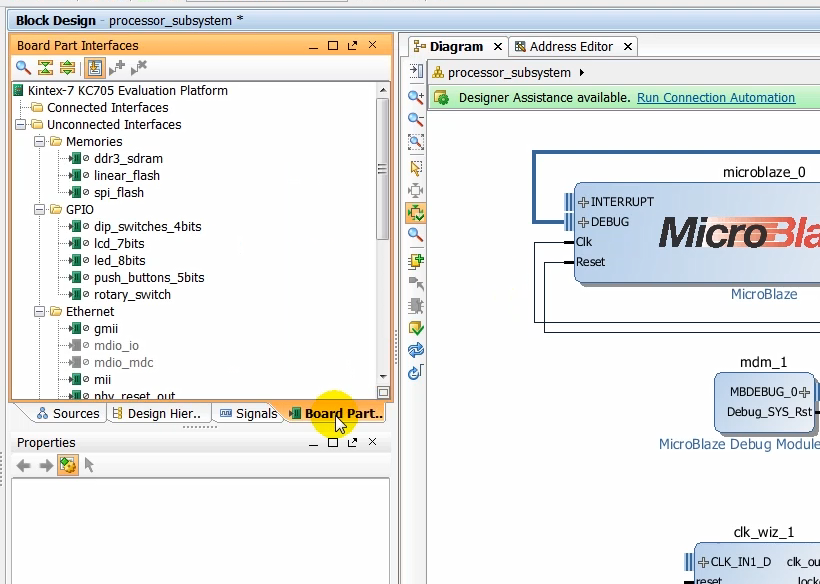 Block Design - processor_subsystem *
Board Part Interfaces
Kintex-7 KC705 Evaluation Platform
Connected Interfaces
Unconnected Interfaces
Memories
ddr3_sdram
linear_flash
spi_flash
GPIO
dip_switches_4bits
lcd_7bits
led_8bits
push_buttons_5bits
rotary_switch
Ethernet
gmii
mdio_io
mdio_mdc
mii
phy_reset_out
Sources
Design Hier..
Signals
Board Part..
Properties
Diagram
Address Editor
processor_subsystem
Designer Assistance available. Run Connection Automation
microblaze_0
INTERRUPT
DEBUG
Clk
Reset
MicroBla
MicroBlaze
mdm_1
MBDEBUG_0
Debug_SYS_Rst
MicroBlaze Debug Module
clk_wiz_1
CLK_IN1_D clk_ou
reset lock